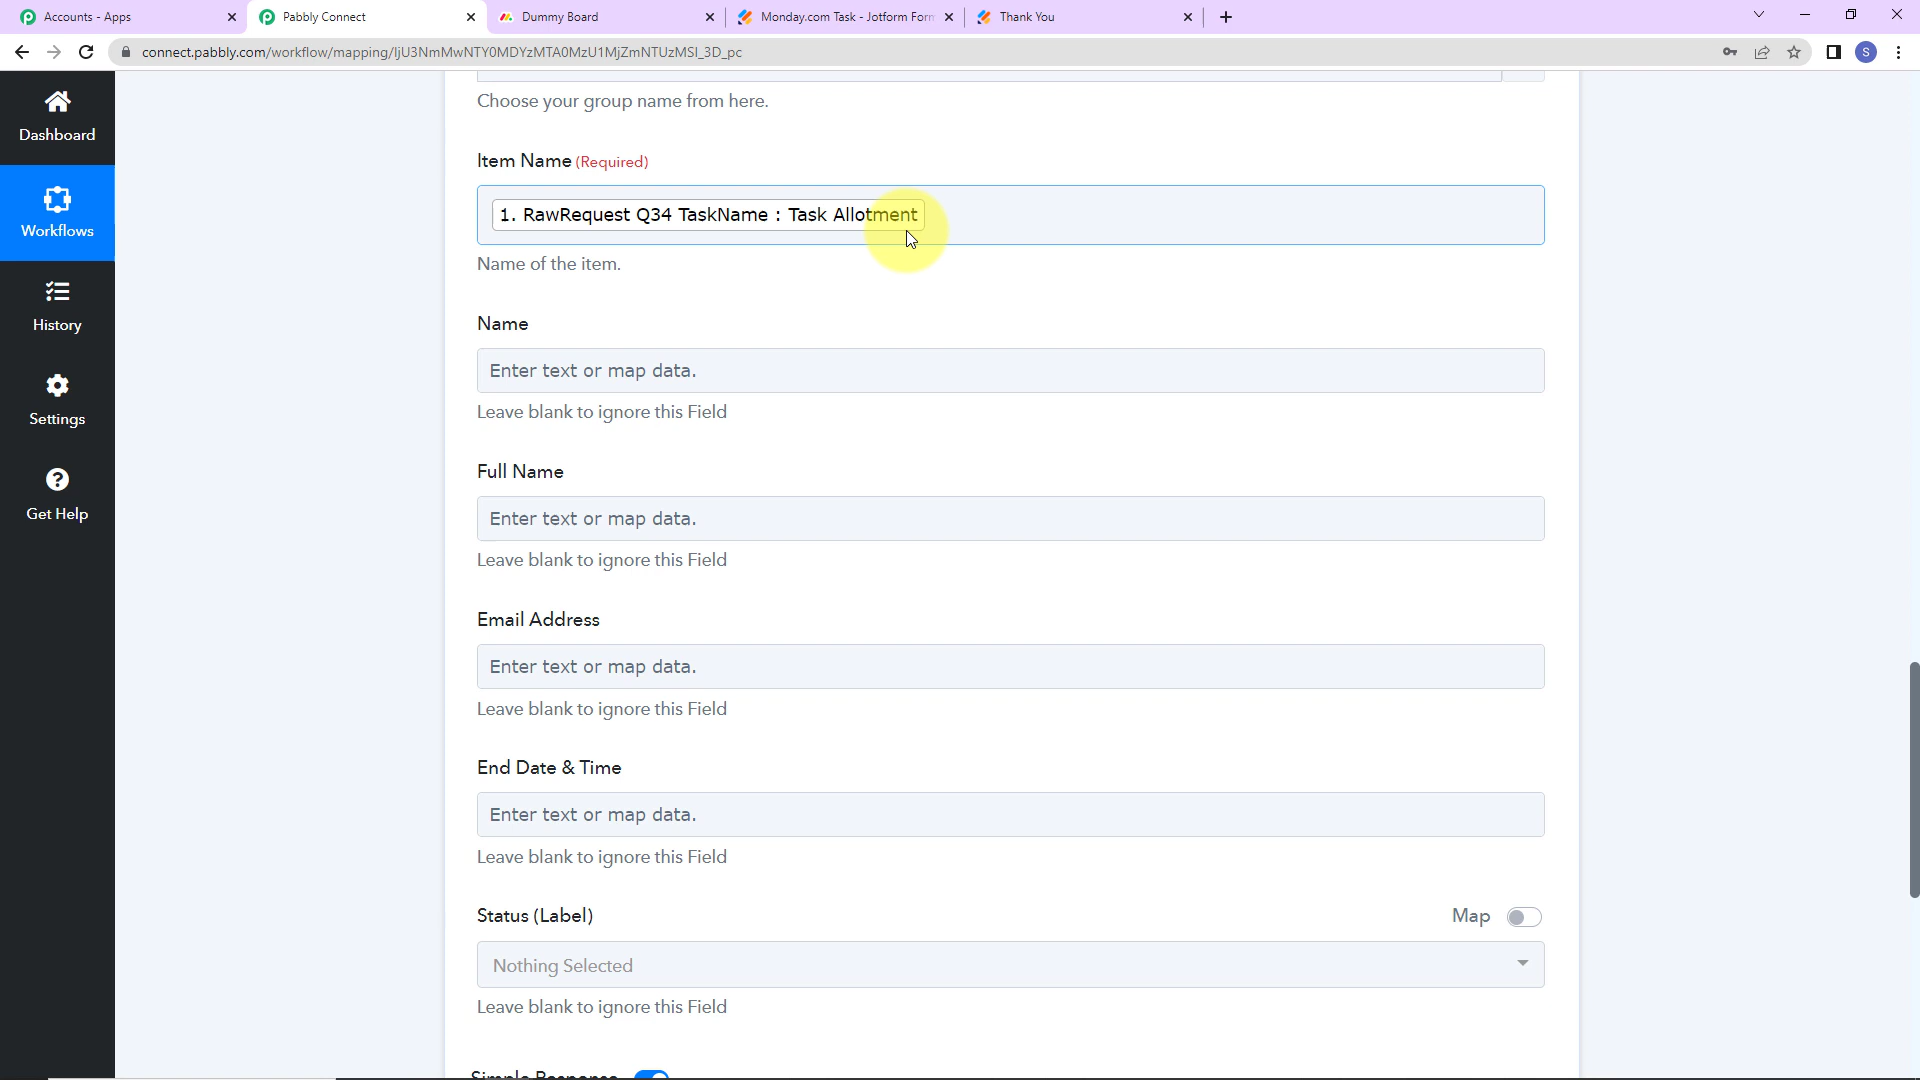 Accounts - Apps
Pabbly Connect
Dummy Board
Monday.com Task - Jotform Form
Thank You
connect.pabbly.com/workflow/mapping/IjU3NmMwNTY0MDYzMTA0MzU1MjZmNTUzMSI_3D_pc
S
Choose your group name from here.
Dashboard
Item Name (Required)
1. RawRequest Q34 TaskName : Task Allotment
Workflows
Name of the item.
History
Name
Enter text or map data.
Settings
Leave blank to ignore this Field
Full Name
Get Help
Enter text or map data.
Leave blank to ignore this Field
Email Address
Enter text or map data.
Leave blank to ignore this Field
End Date & Time
Enter text or map data.
Leave blank to ignore this Field
Status (Label)
Map
Nothing Selected
Leave blank to ignore this Field
Simple Response